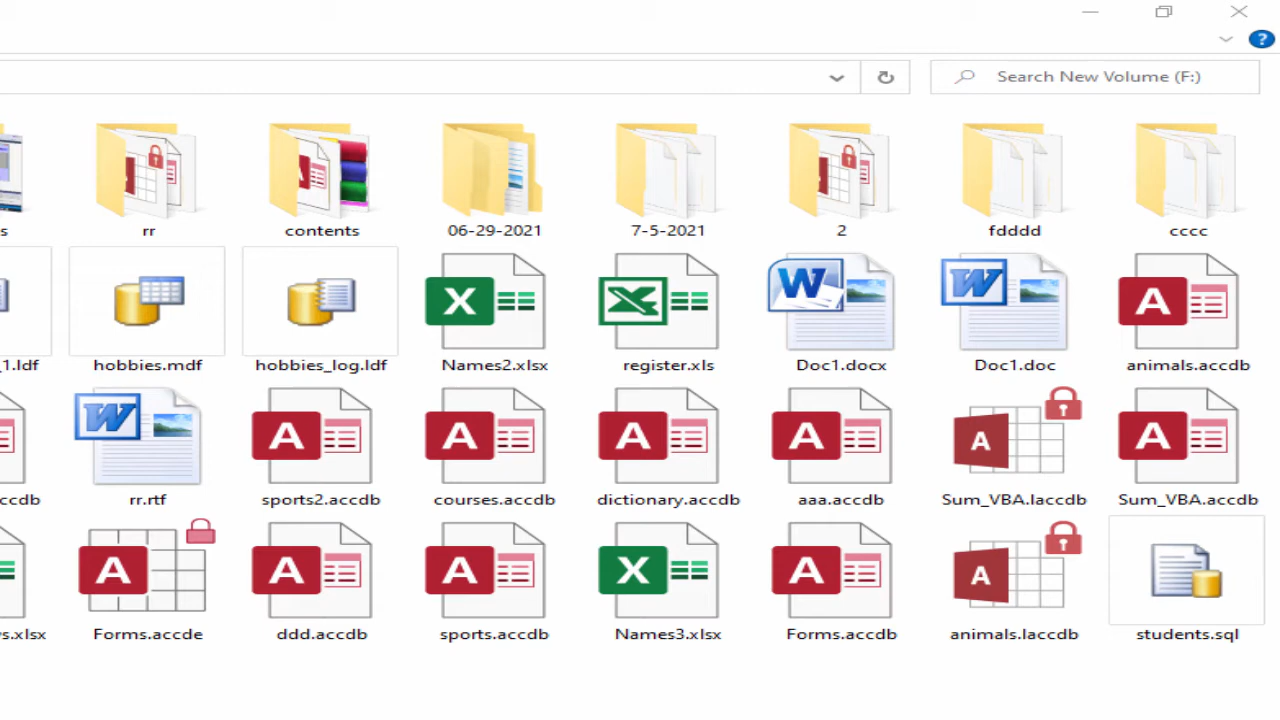 Search New Volume (F:)
s rr contents 06-29-2021 7-5-2021 2 fdddd cccc
_1.ldf hobbies.mdf hobbies_log.ldf Names2.xlsx register.xls Doc1.docx Doc1.doc animals.accdb
ccdb rr.rtf sports2.accdb courses.accdb dictionary.accdb aaa.accdb Sum_VBA.laccdb Sum_VBA.accdb
s.xlsx Forms.accde ddd.accdb sports.accdb Names3.xlsx Forms.accdb animals.laccdb students.sql